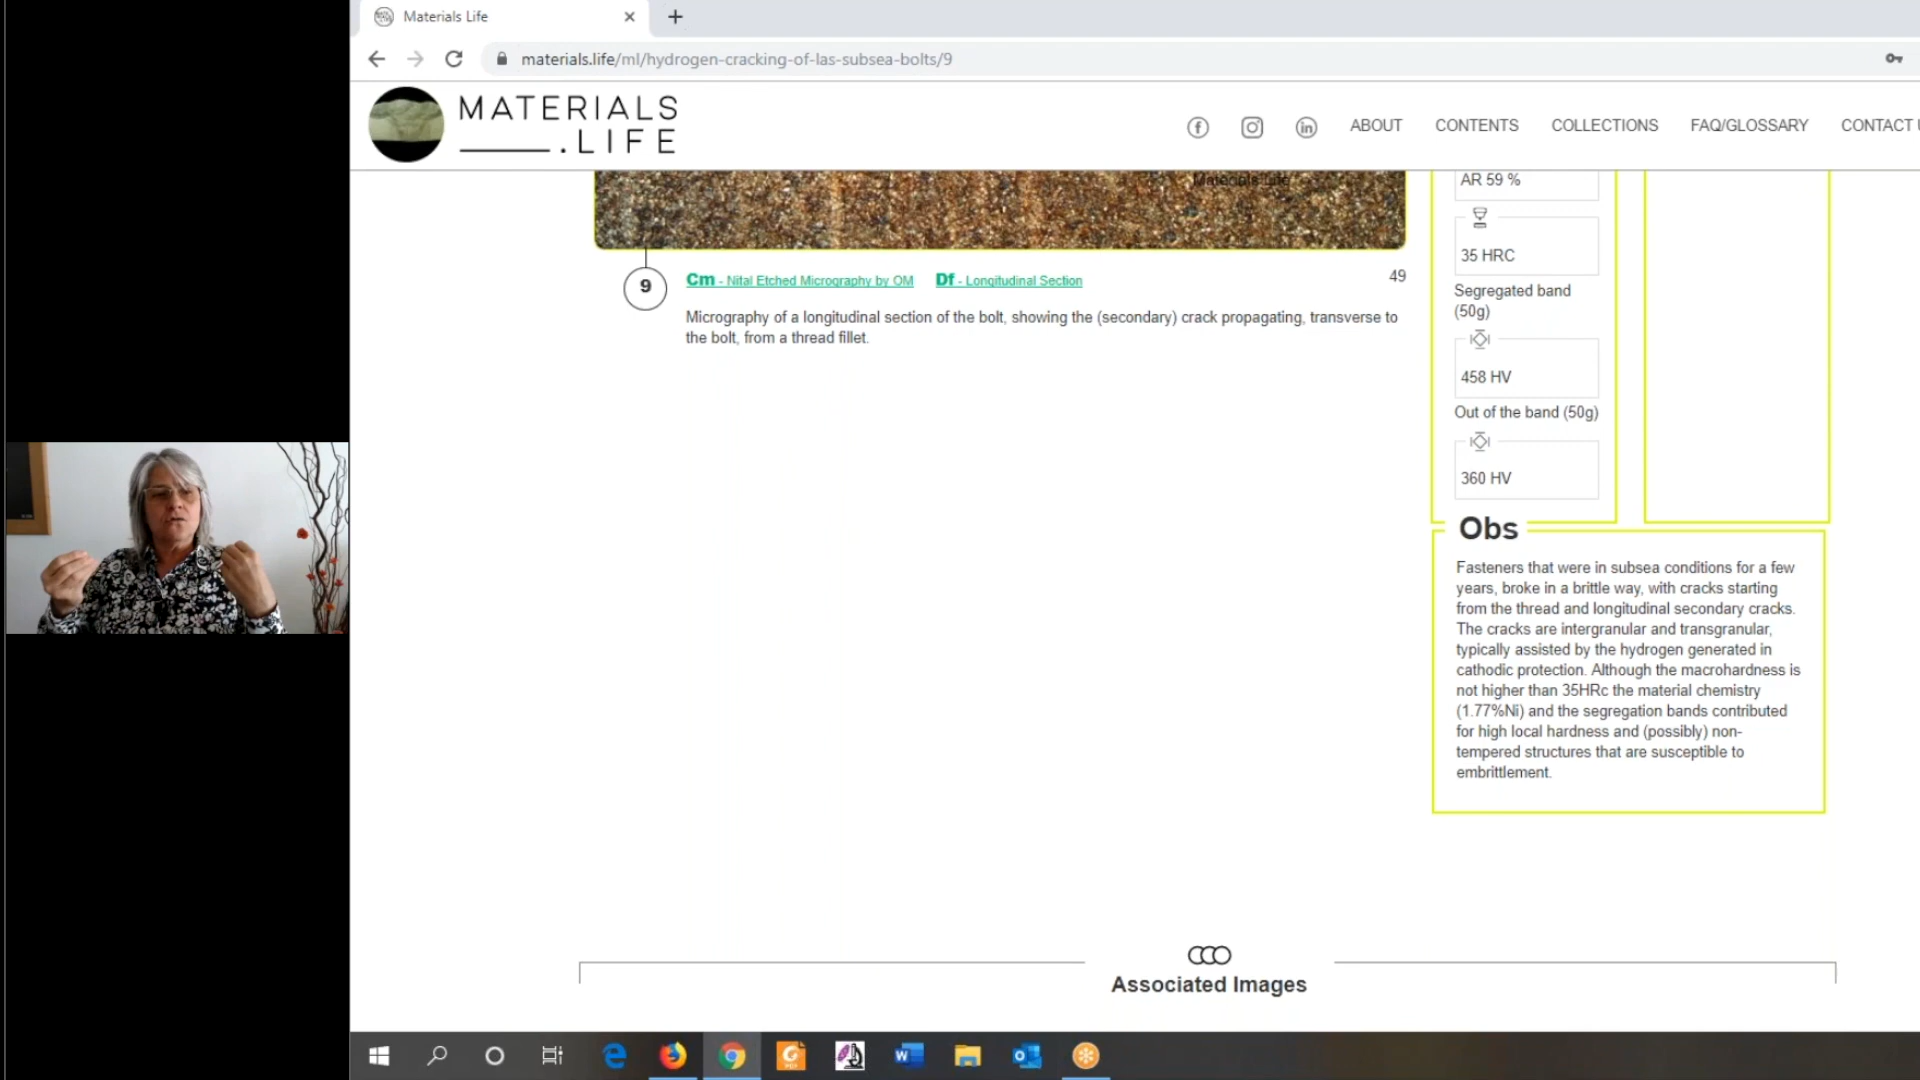 Materials Life
materials.life/ml/hydrogen-cracking-of-las-subsea-bolts/9
MATERIALS
.LIFE
ABOUT
CONTENTS
COLLECTIONS
FAQ/GLOSSARY
CONTACT U
Materials Life
AR 59 %
35 HRC
9
Cm - Nital Etched Micrography by OM
Df - Longitudinal Section
49
Micrography of a longitudinal section of the bolt, showing the (secondary) crack propagating, transverse to
the bolt, from a thread fillet.
Segregated band
(50g)
458 HV
Out of the band (50g)
360 HV
Obs
Fasteners that were in subsea conditions for a few
years, broke in a brittle way, with cracks starting
from the thread and longitudinal secondary cracks.
The cracks are intergranular and transgranular,
typically assisted by the hydrogen generated in
cathodic protection. Although the macrohardness is
not higher than 35HRc the material chemistry
(1.77%Ni) and the segregation bands contributed
for high local hardness and (possibly) non-
tempered structures that are susceptible to
embrittlement.
Associated Images